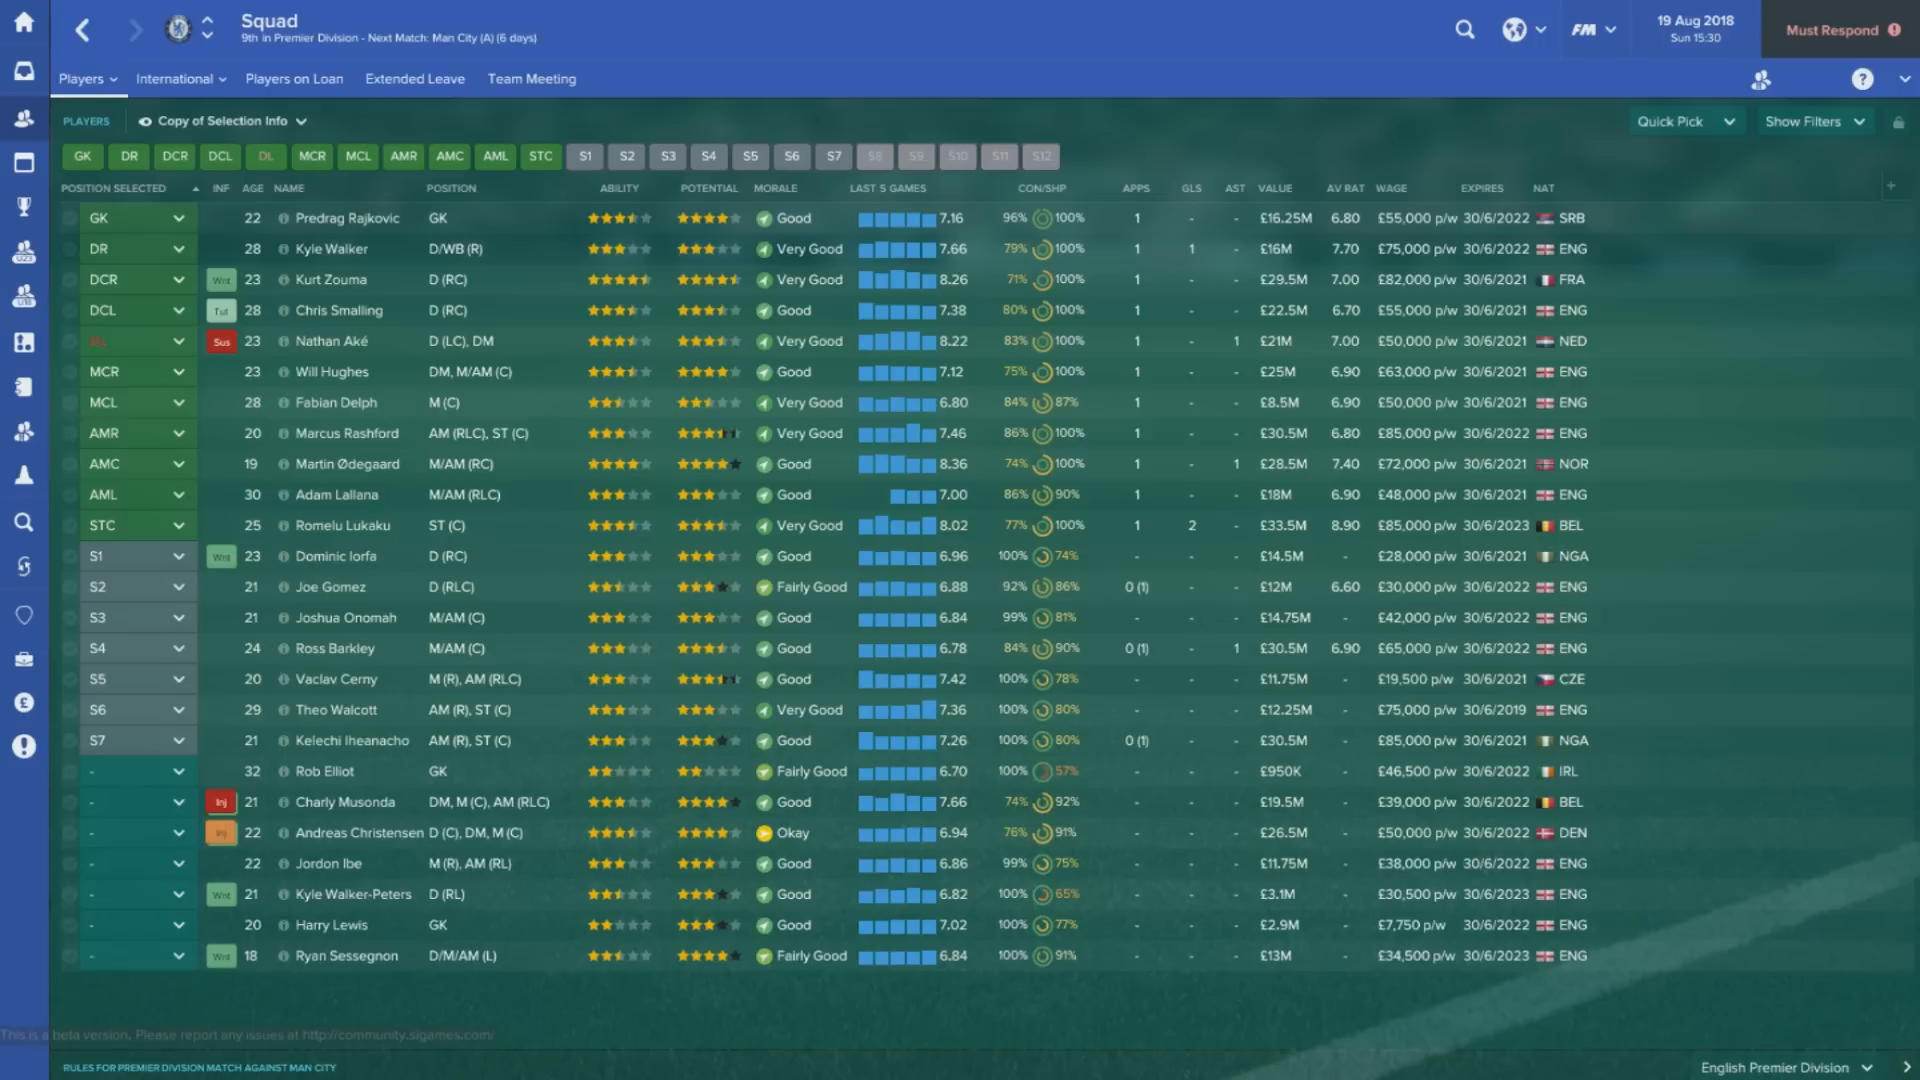 Squad
9th in Premier Division - Next Match: Man City (A) (6 days)
FM
19 Aug 2018
Sun 15:30
Must Respond
Players International Players on Loan Extended Leave Team Meeting
PLAYERS Copy of Selection Info Quick Pick Show Filters
GK DR DCR DCL DL MCR MCL AMR AMC AML STC S1 S2 S3 S4 S5 S6 S7 S8 S9 S10 S11 S12
POSITION SELECTED INF AGE NAME POSITION ABILITY POTENTIAL MORALE LAST 5 GAMES CON/SHP APPS GLS AST VALUE AV RAT WAGE EXPIRES NAT
GK 22 Predrag Rajkovic GK Good 7.16 96% 100% 1 - - £16.25M 6.80 £55,000 p/w 30/6/2022 SRB
DR 28 Kyle Walker D/WB (R) Very Good 7.66 79% 100% 1 1 - £16M 7.70 £75,000 p/w 30/6/2022 ENG
DCR Wnt 23 Kurt Zouma D (RC) Very Good 8.26 71% 100% 1 - - £29.5M 7.00 £82,000 p/w 30/6/2021 FRA
DCL Tut 28 Chris Smalling D (RC) Good 7.38 80% 100% 1 - - £22.5M 6.70 £55,000 p/w 30/6/2021 ENG
DL Sus 23 Nathan Aké D (LC), DM Very Good 8.22 83% 100% 1 - 1 £21M 7.00 £50,000 p/w 30/6/2021 NED
MCR 23 Will Hughes DM, M/AM (C) Good 7.12 75% 100% 1 - - £25M 6.90 £63,000 p/w 30/6/2021 ENG
MCL 28 Fabian Delph M (C) Very Good 6.80 84% 87% 1 - - £8.5M 6.90 £50,000 p/w 30/6/2021 ENG
AMR 20 Marcus Rashford AM (RLC), ST (C) Very Good 7.46 86% 100% 1 - - £30.5M 6.80 £85,000 p/w 30/6/2022 ENG
AMC 19 Martin Ødegaard M/AM (RC) Good 8.36 74% 100% 1 - 1 £28.5M 7.40 £72,000 p/w 30/6/2021 NOR
AML 30 Adam Lallana M/AM (RLC) Good 7.00 86% 90% 1 - - £18M 6.90 £48,000 p/w 30/6/2021 ENG
STC 25 Romelu Lukaku ST (C) Very Good 8.02 77% 100% 1 2 - £33.5M 8.90 £85,000 p/w 30/6/2023 BEL
S1 Wnt 23 Dominic Iorfa D (RC) Good 6.96 100% 74% - - - £14.5M - £28,000 p/w 30/6/2021 NGA
S2 21 Joe Gomez D (RLC) Fairly Good 6.88 92% 86% 0 (1) - - £12M 6.60 £30,000 p/w 30/6/2022 ENG
S3 21 Joshua Onomah M/AM (C) Good 6.84 99% 81% - - - £14.75M - £42,000 p/w 30/6/2022 ENG
S4 24 Ross Barkley M/AM (C) Good 6.78 84% 90% 0 (1) - 1 £30.5M 6.90 £65,000 p/w 30/6/2022 ENG
S5 20 Vaclav Cerny M (R), AM (RLC) Good 7.42 100% 78% - - - £11.75M - £19,500 p/w 30/6/2021 CZE
S6 29 Theo Walcott AM (R), ST (C) Very Good 7.36 100% 80% - - - £12.25M - £75,000 p/w 30/6/2019 ENG
S7 21 Kelechi Iheanacho AM (R), ST (C) Good 7.26 100% 80% 0 (1) - - £30.5M - £85,000 p/w 30/6/2021 NGA
- 32 Rob Elliot GK Fairly Good 6.70 100% 57% - - - £950K - £46,500 p/w 30/6/2022 IRL
- Inj 21 Charly Musonda DM, M (C), AM (RLC) Good 7.66 74% 92% - - - £19.5M - £39,000 p/w 30/6/2022 BEL
- Inj 22 Andreas Christensen D (C), DM, M (C) Okay 6.94 76% 91% - - - £26.5M - £50,000 p/w 30/6/2022 DEN
- 22 Jordon Ibe M (R), AM (RL) Good 6.86 99% 75% - - - £11.75M - £38,000 p/w 30/6/2022 ENG
- Wnt 21 Kyle Walker-Peters D (RL) Good 6.82 100% 65% - - - £3.1M - £30,500 p/w 30/6/2023 ENG
- 20 Harry Lewis GK Good 7.02 100% 77% - - - £2.9M - £7,750 p/w 30/6/2022 ENG
- Wnt 18 Ryan Sessegnon D/M/AM (L) Fairly Good 6.84 100% 91% - - - £13M - £34,500 p/w 30/6/2023 ENG
This is a beta version. Please report any issues at http://community.sigames.com/
RULES FOR PREMIER DIVISION MATCH AGAINST MAN CITY
English Premier Division